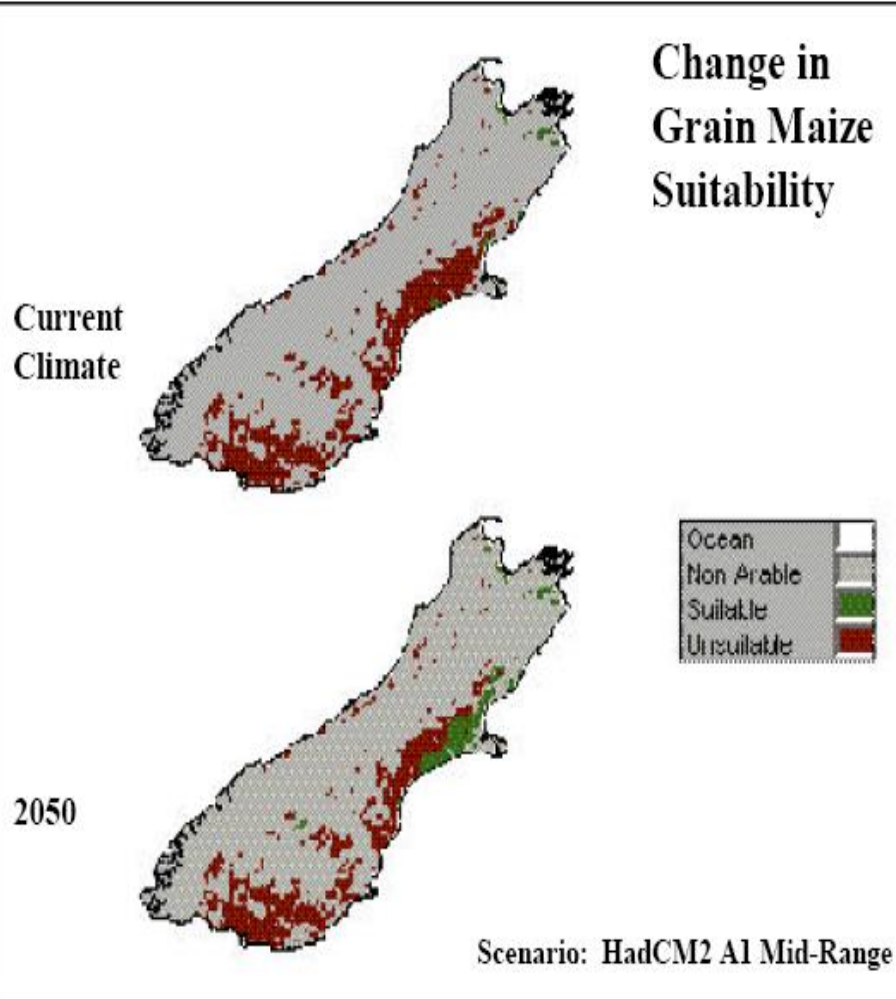 Change in
Grain Maize
Suitability
Current
Climate
Ocean
Non Arable
Suitable
Unsuitable
2050
Scenario: HadCM2 A1 Mid-Range